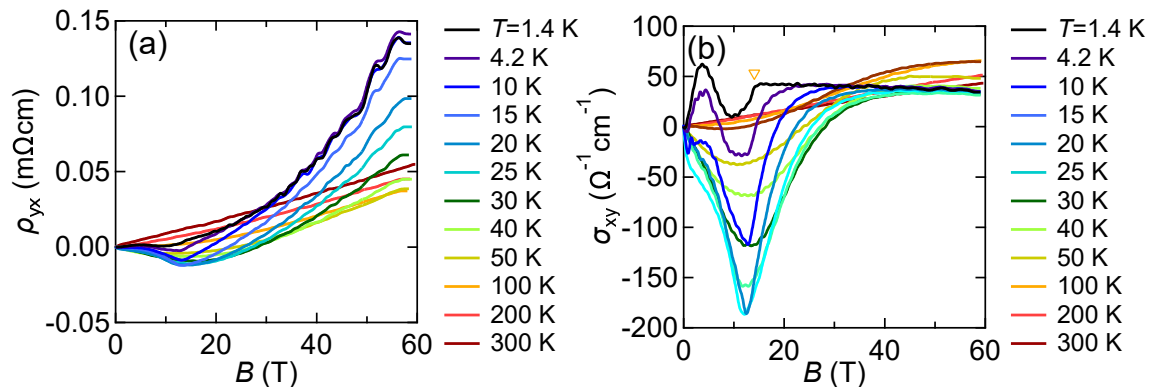 (a)
0.15
0.10
0.05
0.00
-0.05
ρyx (mΩcm)
0
20
40
60
B (T)
T=1.4 K
4.2 K
10 K
15 K
20 K
25 K
30 K
40 K
50 K
100 K
200 K
300 K
(b)
100
50
0
-50
-100
-150
-200
σxy (Ω-1 cm-1)
0
20
40
60
B (T)
T=1.4 K
4.2 K
10 K
15 K
20 K
25 K
30 K
40 K
50 K
100 K
200 K
300 K